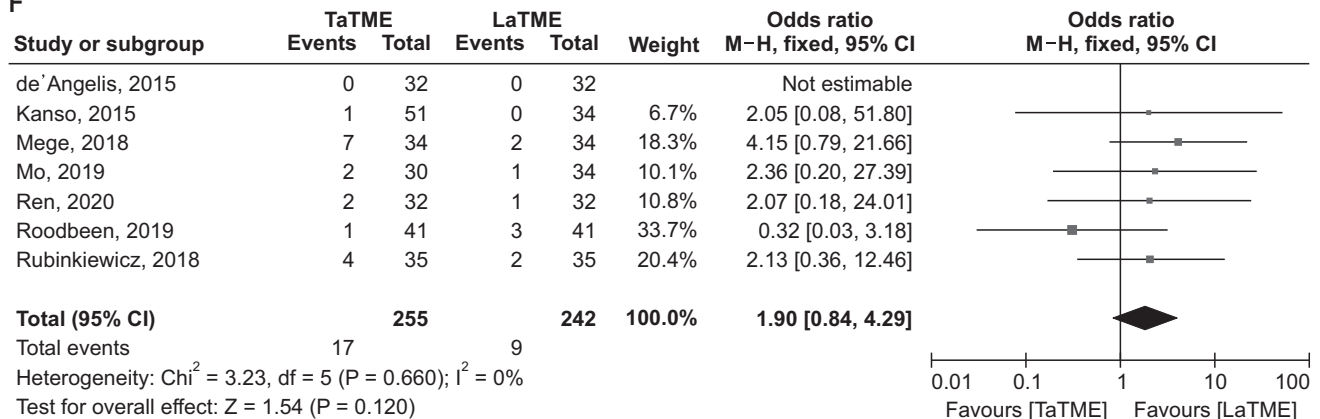 F
TaTME LaTME Odds ratio Odds ratio
Study or subgroup Events Total Events Total Weight M−H, fixed, 95% CI M−H, fixed, 95% CI
de'Angelis, 2015 0 32 0 32 Not estimable
Kanso, 2015 1 51 0 34 6.7% 2.05 [0.08, 51.80]
Mege, 2018 7 34 2 34 18.3% 4.15 [0.79, 21.66]
Mo, 2019 2 30 1 34 10.1% 2.36 [0.20, 27.39]
Ren, 2020 2 32 1 32 10.8% 2.07 [0.18, 24.01]
Roodbeen, 2019 1 41 3 41 33.7% 0.32 [0.03, 3.18]
Rubinkiewicz, 2018 4 35 2 35 20.4% 2.13 [0.36, 12.46]
Total (95% CI) 255 242 100.0% 1.90 [0.84, 4.29]
Total events 17 9
Heterogeneity: Chi² = 3.23, df = 5 (P = 0.660); I² = 0%
0.01 0.1 1 10 100
Test for overall effect: Z = 1.54 (P = 0.120) Favours [TaTME] Favours [LaTME]